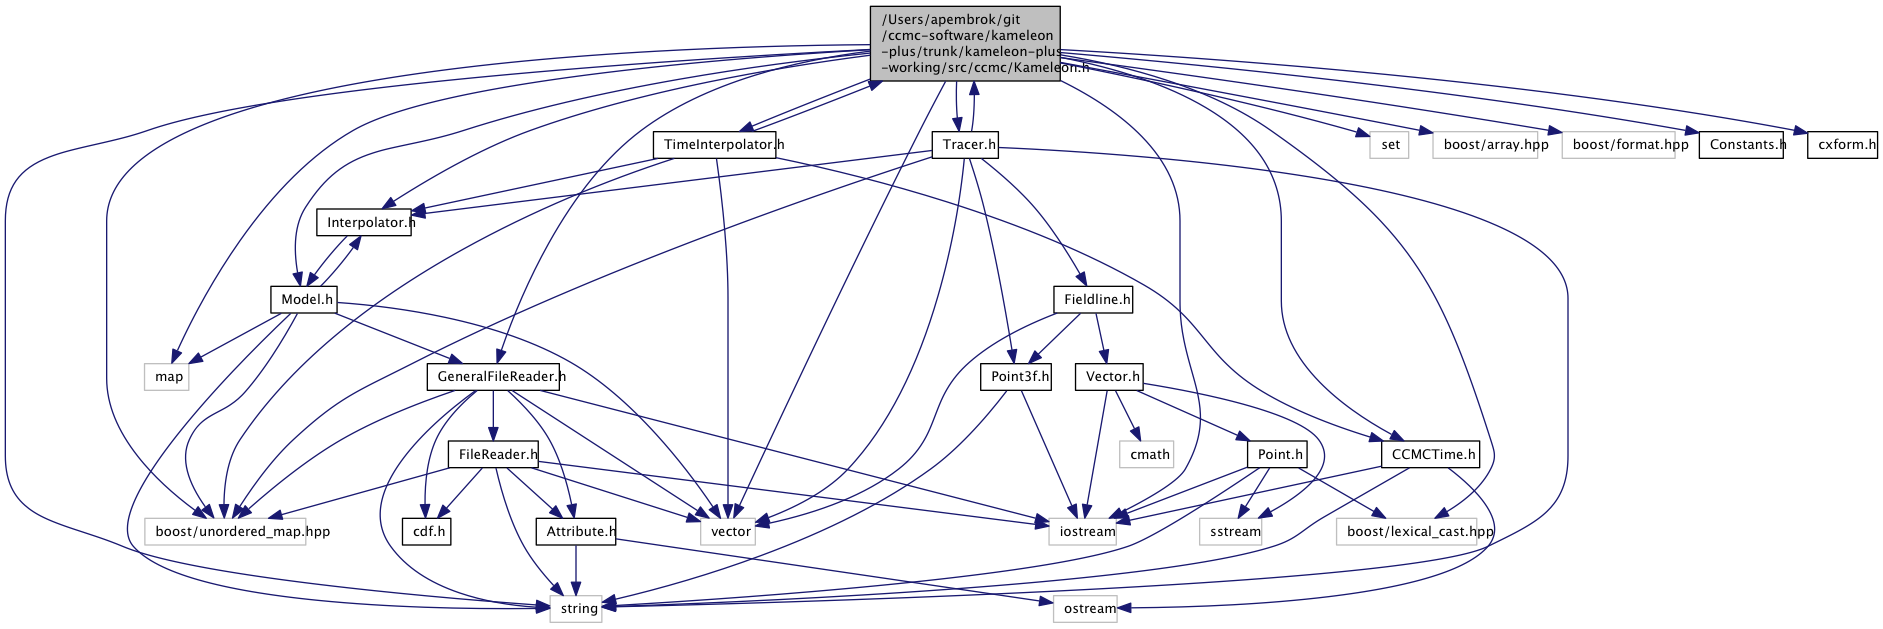 /Users/apembrok/git
/ccmc-software/kameleon
-plus/trunk/kameleon-plus
-working/src/ccmc/Kameleon.h
TimeInterpolator.h
Tracer.h
set
boost/array.hpp
boost/format.hpp
Constants.h
cxform.h
Interpolator.h
Model.h
Fieldline.h
map
GeneralFileReader.h
Point3f.h
Vector.h
FileReader.h
cmath
Point.h
CCMCTime.h
boost/unordered_map.hpp
cdf.h
Attribute.h
vector
iostream
sstream
boost/lexical_cast.hpp
string
ostream